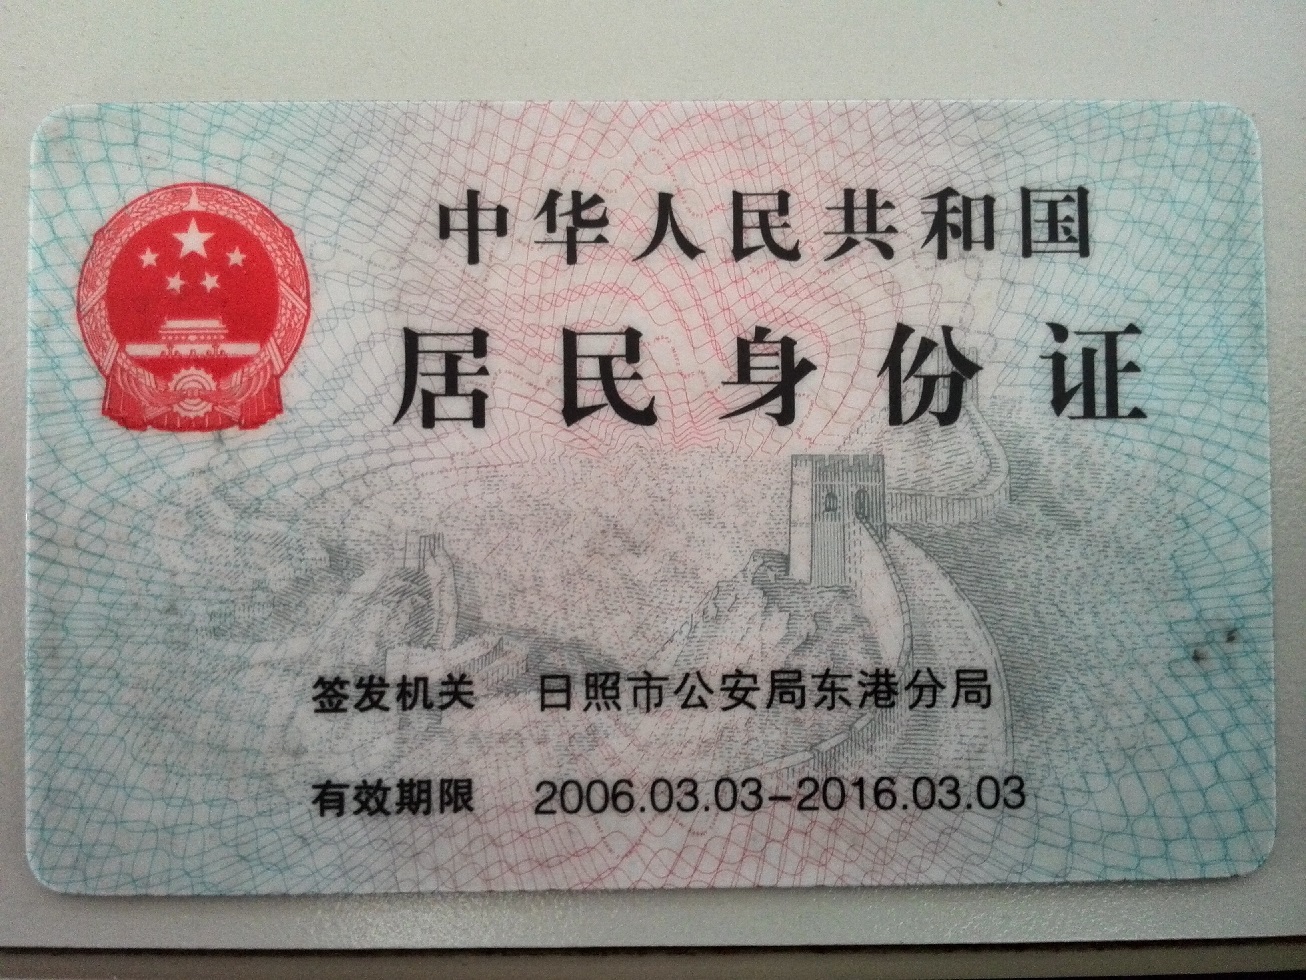 中华人民共和国
居民身份证
签发机关 日照市公安局东港分局
有效期限 2006.03.03-2016.03.03